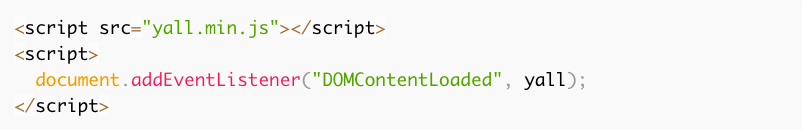 <script src="yall.min.js"></script>
<script>
  document.addEventListener("DOMContentLoaded", yall);
</script>